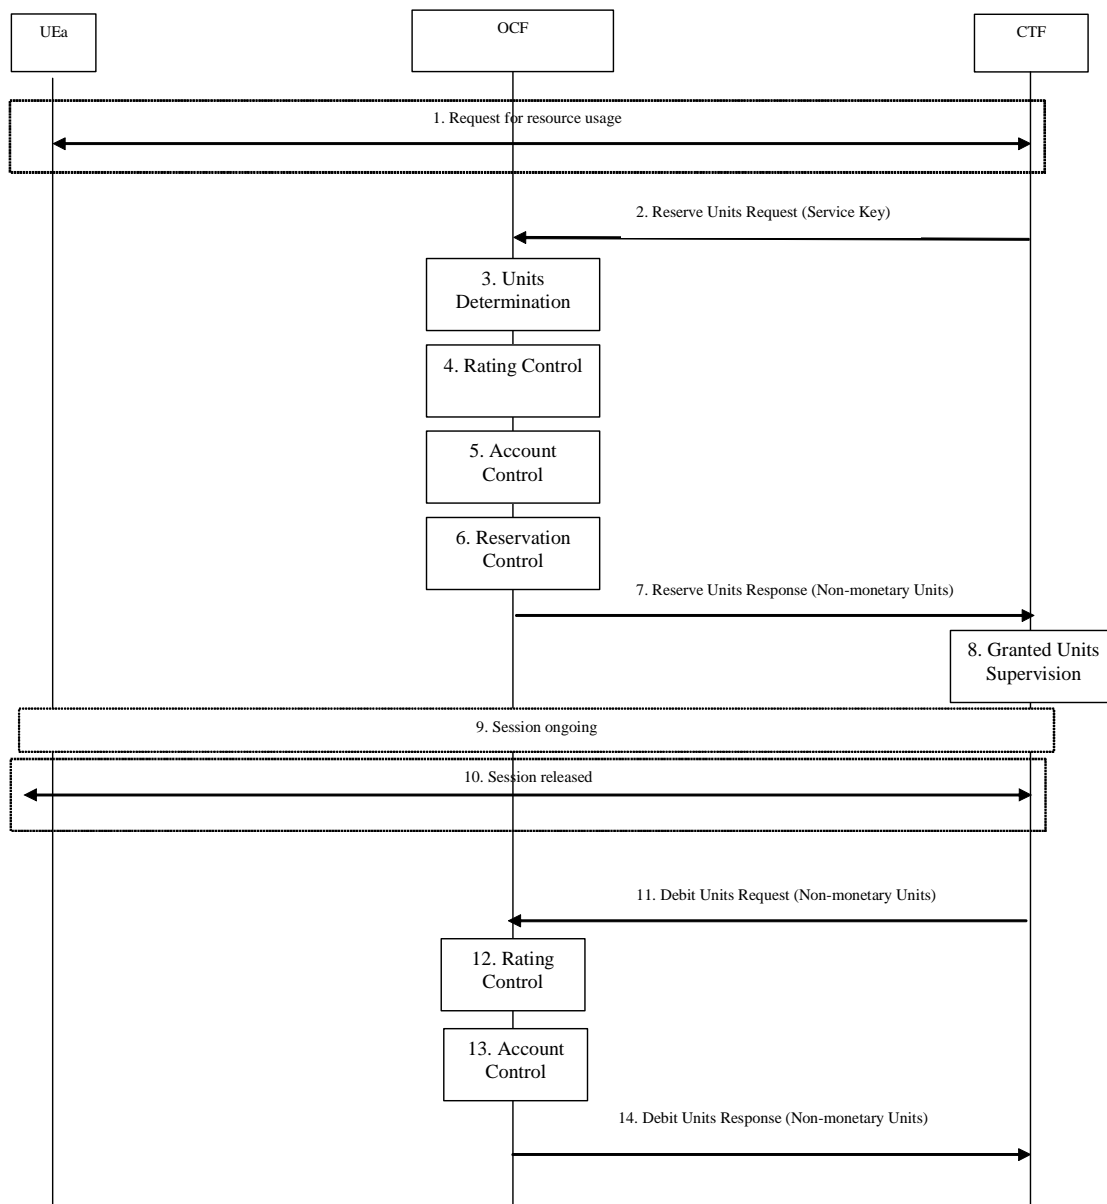 UEa
OCF
CTF
1. Request for resource usage
2. Reserve Units Request (Service Key)
3. Units
Determination
4. Rating Control
5. Account
Control
6. Reservation
Control
7. Reserve Units Response (Non-monetary Units)
8. Granted Units
Supervision
9. Session ongoing
10. Session released
11. Debit Units Request (Non-monetary Units)
12. Rating
Control
13. Account
Control
14. Debit Units Response (Non-monetary Units)